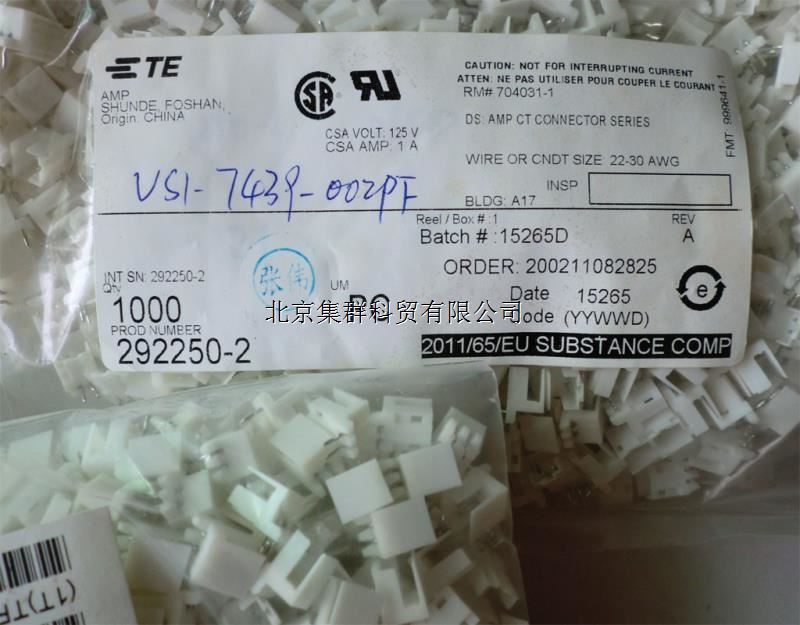 TE
AMP
SHUNDE, FOSHAN,
Origin: CHINA
CSA VOLT: 125 V
CSA AMP: 1 A
CAUTION: NOT FOR INTERRUPTING CURRENT
ATTEN: NE PAS UTILISER POUR COUPER LE COURANT
RM# 704031-1
DS: AMP CT CONNECTOR SERIES
WIRE OR CNDT SIZE 22-30 AWG
FMT 999641-1
INSP
BLDG: A17
VSI-7439-002PF
Reel / Box # :1
REV
Batch # :15265D
A
ORDER: 200211082825
INT SN: 292250-2
Qty
UM
张伟
Date 15265
1000
PC
Code (YYWWD)
e
北京集群科贸有限公司
PROD NUMBER
292250-2
2011/65/EU SUBSTANCE COMP